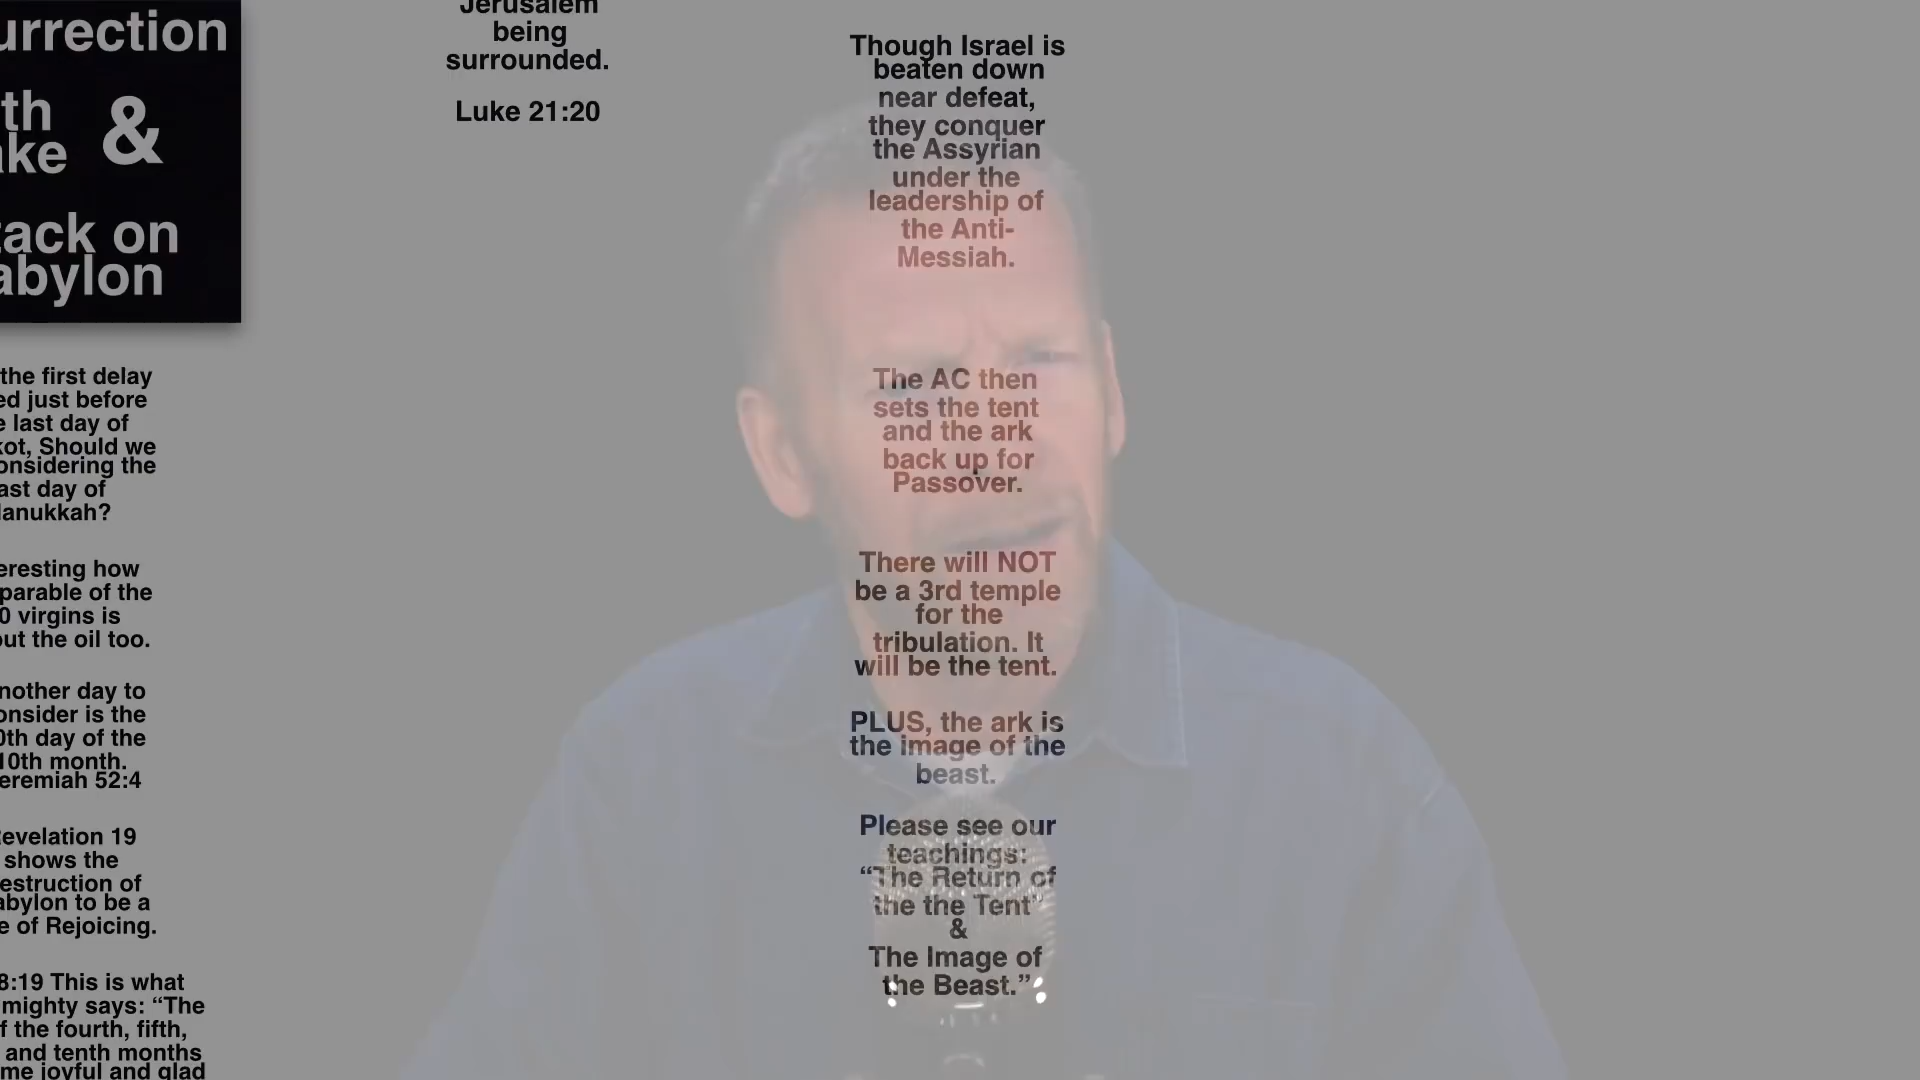 urrection
th
ake
&
tack on
abylon
the first delay
ed just before
e last day of
kot, Should we
onsidering the
ast day of
anukkah?
eresting how
parable of the
0 virgins is
out the oil too.
nother day to
onsider is the
0th day of the
10th month.
eremiah 52:4
evelation 19
shows the
estruction of
abylon to be a
e of Rejoicing.
8:19 This is what
mighty says: “The
f the fourth, fifth,
and tenth months
me joyful and glad
Jerusalem
being
surrounded.
Luke 21:20
Though Israel is
beaten down
near defeat,
they conquer
the Assyrian
under the
leadership of
the Anti-
Messiah.
The AC then
sets the tent
and the ark
back up for
Passover.
There will NOT
be a 3rd temple
for the
tribulation. It
will be the tent.
PLUS, the ark is
the image of the
beast.
Please see our
teachings:
“The Return of
the the Tent”
&
The Image of
the Beast.”